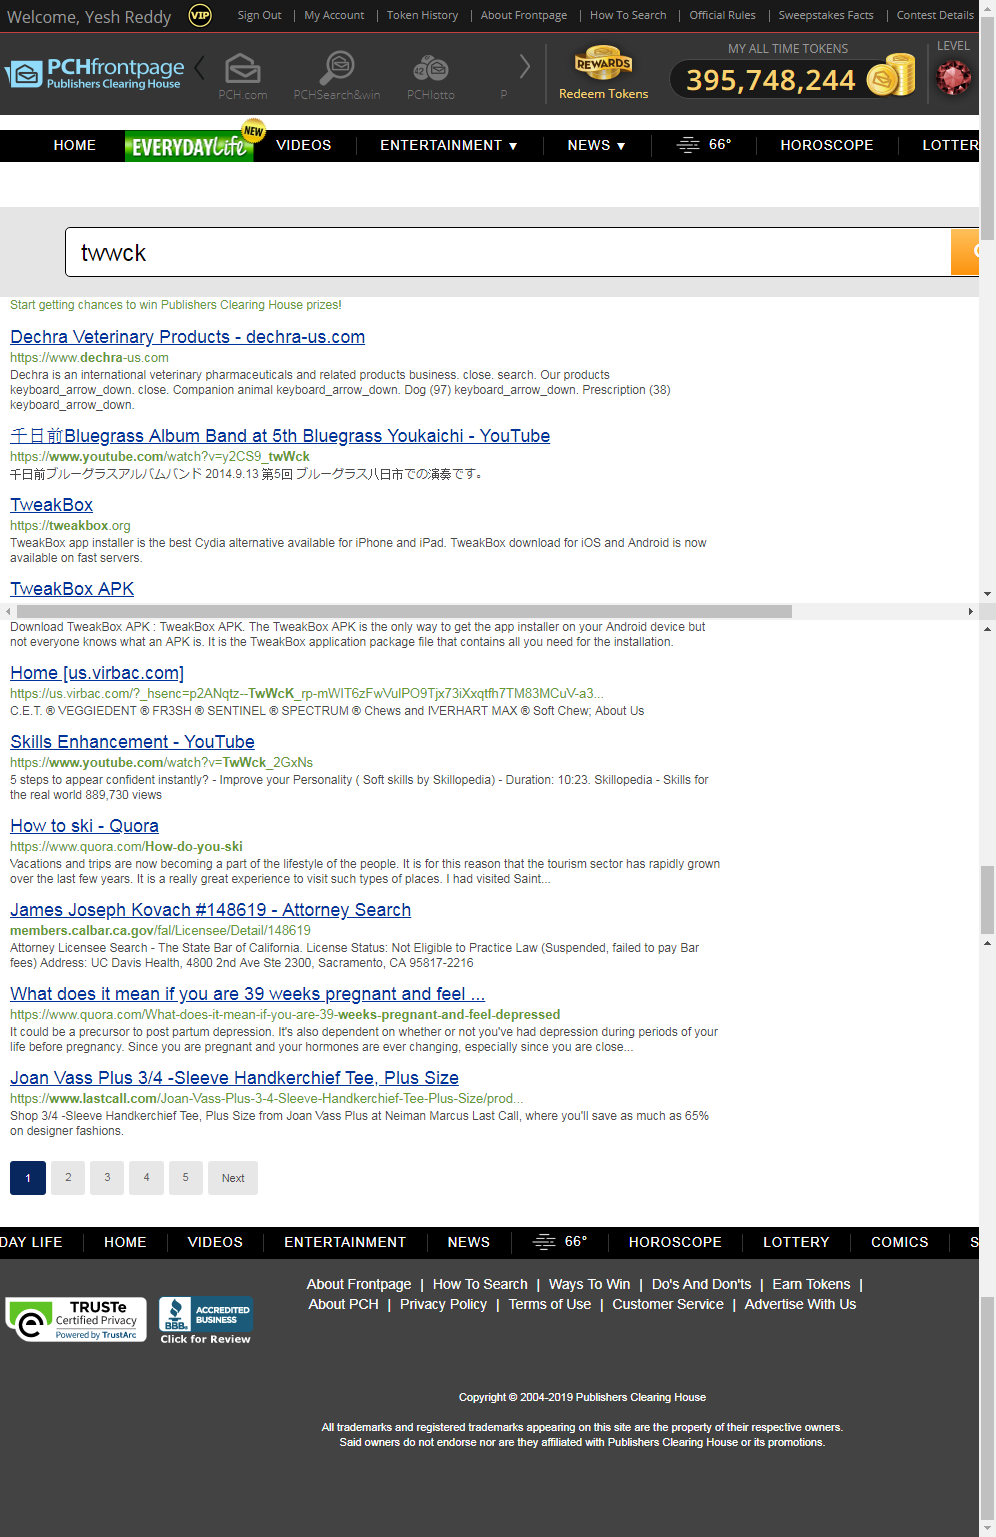 Welcome, Yesh Reddy VIP Sign Out | My Account | Token History | About Frontpage | How To Search | Official Rules | Sweepstakes Facts | Contest Details
PCHfrontpage
Publishers Clearing House
PCH.com PCHSearch&win PCHlotto P
REWARDS
Redeem Tokens
MY ALL TIME TOKENS
395,748,244
LEVEL
HOME EVERYDAY Life NEW VIDEOS ENTERTAINMENT ▼ NEWS ▼ 66° HOROSCOPE LOTTER
twwck
Start getting chances to win Publishers Clearing House prizes!
Dechra Veterinary Products - dechra-us.com
https://www.dechra-us.com
Dechra is an international veterinary pharmaceuticals and related products business. close. search. Our products
keyboard_arrow_down. close. Companion animal keyboard_arrow_down. Dog (97) keyboard_arrow_down. Prescription (38)
keyboard_arrow_down.
千日前Bluegrass Album Band at 5th Bluegrass Youkaichi - YouTube
https://www.youtube.com/watch?v=y2CS9_twWck
千日前ブルーグラスアルバムバンド 2014.9.13 第5回 ブルーグラス八日市での演奏です。
TweakBox
https://tweakbox.org
TweakBox app installer is the best Cydia alternative available for iPhone and iPad. TweakBox download for iOS and Android is now
available on fast servers.
TweakBox APK
Download TweakBox APK : TweakBox APK. The TweakBox APK is the only way to get the app installer on your Android device but
not everyone knows what an APK is. It is the TweakBox application package file that contains all you need for the installation.
Home [us.virbac.com]
https://us.virbac.com/?_hsenc=p2ANqtz--TwWcK_rp-mWIT6zFwVulPO9Tjx73iXxqtfh7TM83MCuV-a3...
C.E.T. ® VEGGIEDENT ® FR3SH ® SENTINEL ® SPECTRUM ® Chews and IVERHART MAX ® Soft Chew; About Us
Skills Enhancement - YouTube
https://www.youtube.com/watch?v=TwWck_2GxNs
5 steps to appear confident instantly? - Improve your Personality ( Soft skills by Skillopedia) - Duration: 10:23. Skillopedia - Skills for
the real world 889,730 views
How to ski - Quora
https://www.quora.com/How-do-you-ski
Vacations and trips are now becoming a part of the lifestyle of the people. It is for this reason that the tourism sector has rapidly grown
over the last few years. It is a really great experience to visit such types of places. I had visited Saint...
James Joseph Kovach #148619 - Attorney Search
members.calbar.ca.gov/fal/Licensee/Detail/148619
Attorney Licensee Search - The State Bar of California. License Status: Not Eligible to Practice Law (Suspended, failed to pay Bar
fees) Address: UC Davis Health, 4800 2nd Ave Ste 2300, Sacramento, CA 95817-2216
What does it mean if you are 39 weeks pregnant and feel ...
https://www.quora.com/What-does-it-mean-if-you-are-39-weeks-pregnant-and-feel-depressed
It could be a precursor to post partum depression. It's also dependent on whether or not you've had depression during periods of your
life before pregnancy. Since you are pregnant and your hormones are ever changing, especially since you are close...
Joan Vass Plus 3/4 -Sleeve Handkerchief Tee, Plus Size
https://www.lastcall.com/Joan-Vass-Plus-3-4-Sleeve-Handkerchief-Tee-Plus-Size/prod...
Shop 3/4 -Sleeve Handkerchief Tee, Plus Size from Joan Vass Plus at Neiman Marcus Last Call, where you'll save as much as 65%
on designer fashions.
1 2 3 4 5 Next
DAY LIFE HOME VIDEOS ENTERTAINMENT NEWS 66° HOROSCOPE LOTTERY COMICS S
About Frontpage | How To Search | Ways To Win | Do's And Don'ts | Earn Tokens |
About PCH | Privacy Policy | Terms of Use | Customer Service | Advertise With Us
TRUSTe
Certified Privacy
Powered by TrustArc
BBB. ACCREDITED BUSINESS
Click for Review
Copyright © 2004-2019 Publishers Clearing House
All trademarks and registered trademarks appearing on this site are the property of their respective owners.
Said owners do not endorse nor are they affiliated with Publishers Clearing House or its promotions.